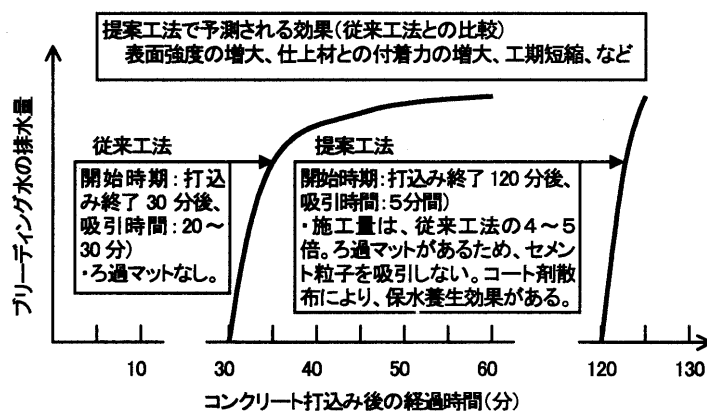 提案工法で予測される効果(従来工法との比較)
表面強度の増大、仕上材との付着力の増大、工期短縮、など
ブリーディング水の排水量
従来工法
開始時期:打込
み終了 30 分後、
吸引時間:20～
30 分)
・ろ過マットなし。
提案工法
開始時期:打込み終了 120 分後、
吸引時間:5分間)
・施工量は、従来工法の4～5
倍。ろ過マットがあるため、セメン
ト粒子を吸引しない。コート剤散
布により、保水養生効果がある。
10 30 40 50 60 120 130
コンクリート打込み後の経過時間(分)